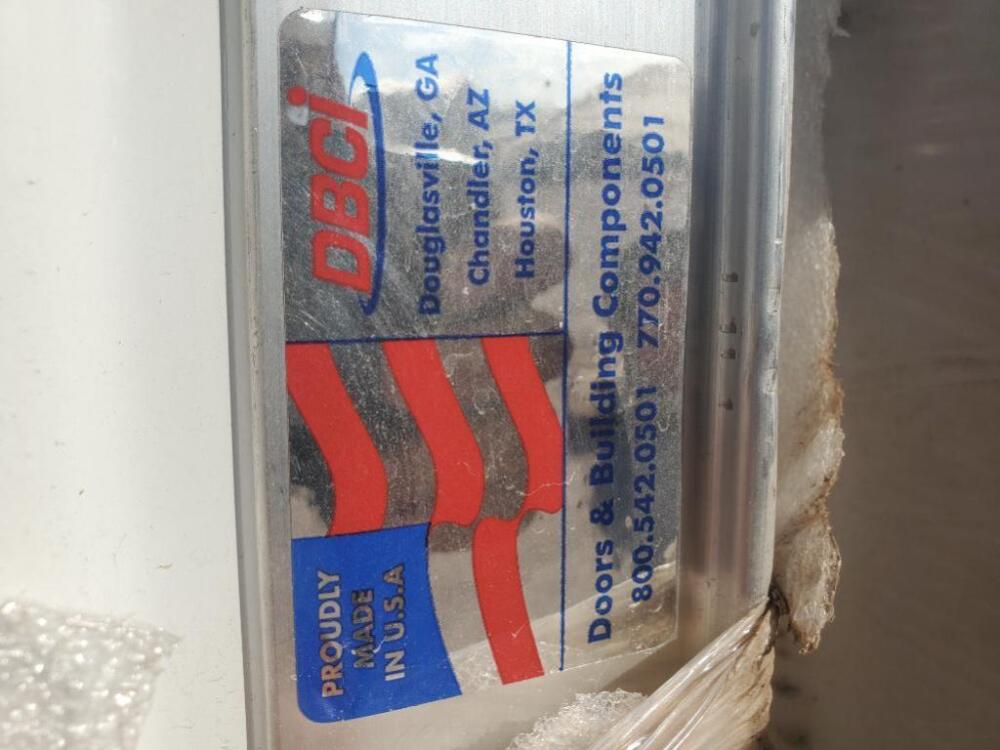 PROUDLY
MADE
IN U.S.A
DBCi
Douglasville, GA
Chandler, AZ
Houston, TX
Doors & Building Components
800.542.0501 770.942.0501